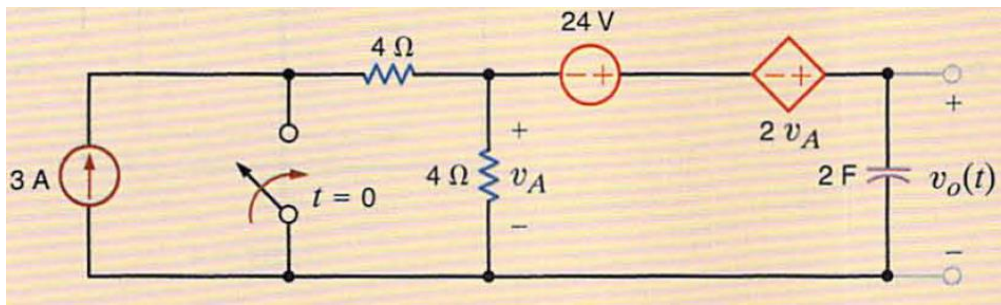 24 V
4 Ω
− +
− +
+
2 v_A
+
3 A
t = 0
4 Ω
v_A
2 F
v_o(t)
−
−